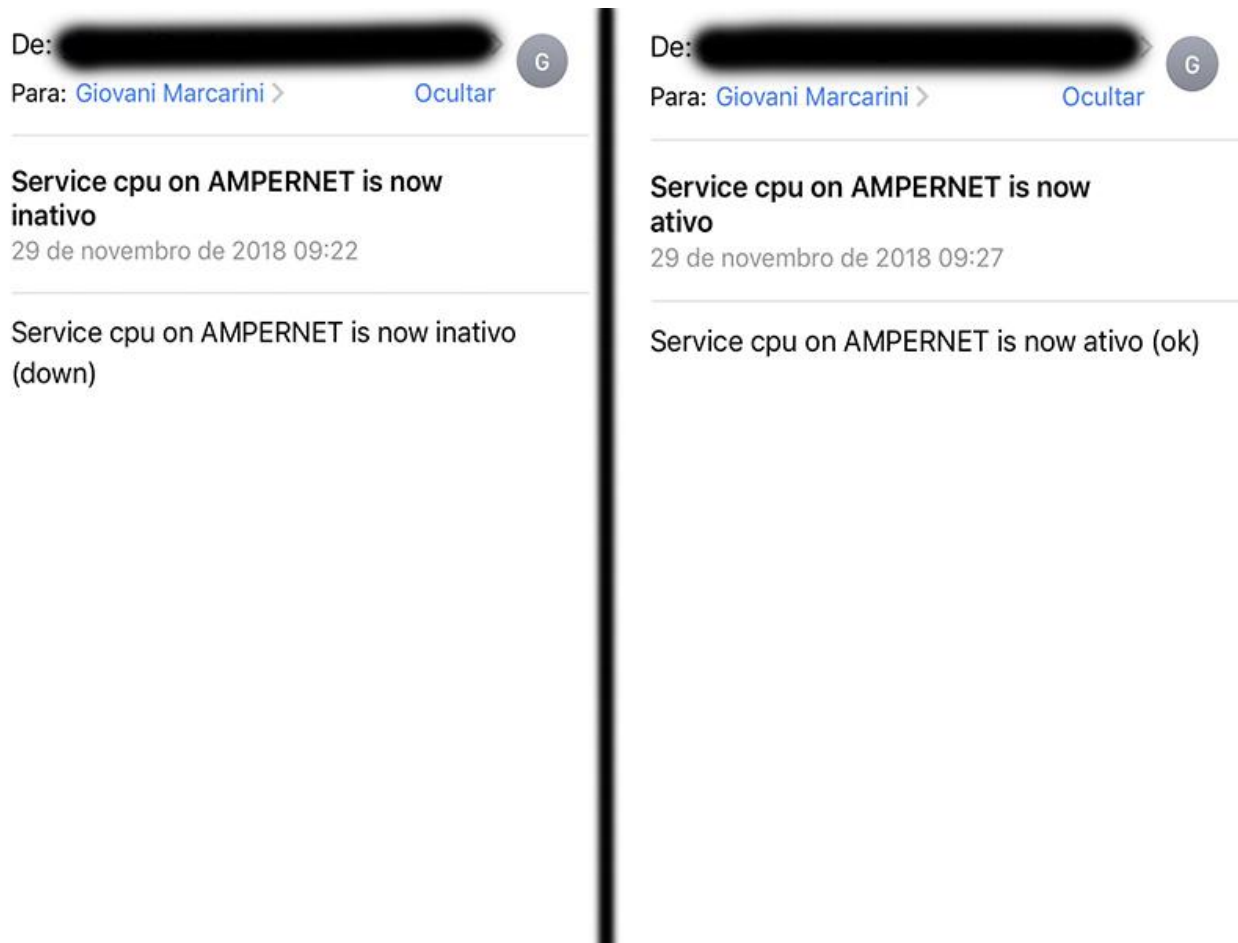 De:
G
Para: Giovani Marcarini >
Ocultar
Service cpu on AMPERNET is now
inativo
29 de novembro de 2018 09:22
Service cpu on AMPERNET is now inativo
(down)
De:
G
Para: Giovani Marcarini >
Ocultar
Service cpu on AMPERNET is now
ativo
29 de novembro de 2018 09:27
Service cpu on AMPERNET is now ativo (ok)